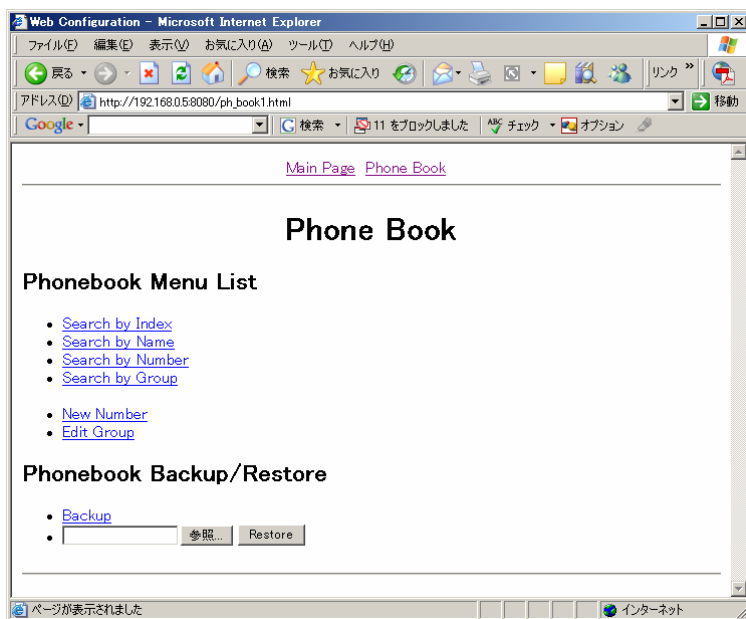 Web Configuration - Microsoft Internet Explorer
ファイル(F) 編集(E) 表示(V) お気に入り(A) ツール(T) ヘルプ(H)
戻る 検索 お気に入り リンク »
アドレス(D) http://192.168.0.5:8080/ph_book1.html 移動
Google 検索 11 をブロックしました ABC チェック オプション
Main Page Phone Book
Phone Book
Phonebook Menu List
• Search by Index
• Search by Name
• Search by Number
• Search by Group
• New Number
• Edit Group
Phonebook Backup/Restore
• Backup
• 参照... Restore
ページが表示されました インターネット